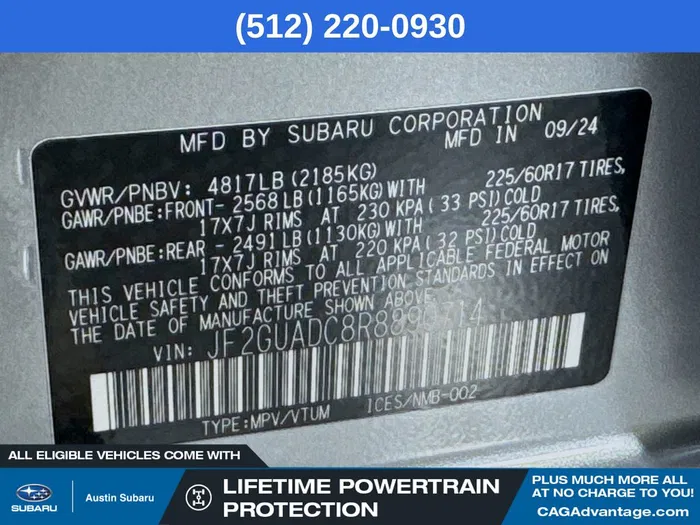 (512) 220-0930
MFD BY SUBARU CORPORATION
MFD IN 09/24
GVWR/PNBV: 4817LB(2185KG)
GAWR/PNBE:FRONT- 2568LB(1165KG)WITH 225/60R17 TIRES,
17X7J RIMS AT 230 KPA( 33 PSI)COLD
GAWR/PNBE:REAR - 2491LB(1130KG)WITH 225/60R17 TIRES,
17X7J RIMS AT 220 KPA( 32 PSI)COLD
THIS VEHICLE CONFORMS TO ALL APPLICABLE FEDERAL MOTOR
VEHICLE SAFETY AND THEFT PREVENTION STANDARDS IN EFFECT ON
THE DATE OF MANUFACTURE SHOWN ABOVE.
VIN:
TYPE:MPV/VTUM ICES/NMB-002
ALL ELIGIBLE VEHICLES COME WITH
SUBARU
Austin Subaru
LIFETIME POWERTRAIN
PROTECTION
PLUS MUCH MORE ALL
AT NO CHARGE TO YOU!
CAGAdvantage.com